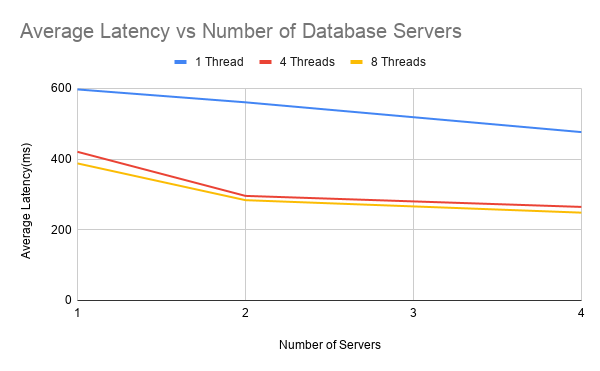 Average Latency vs Number of Database Servers
1 Thread 4 Threads 8 Threads
600
400
200
0
Average Latency(ms)
1 2 3 4
Number of Servers